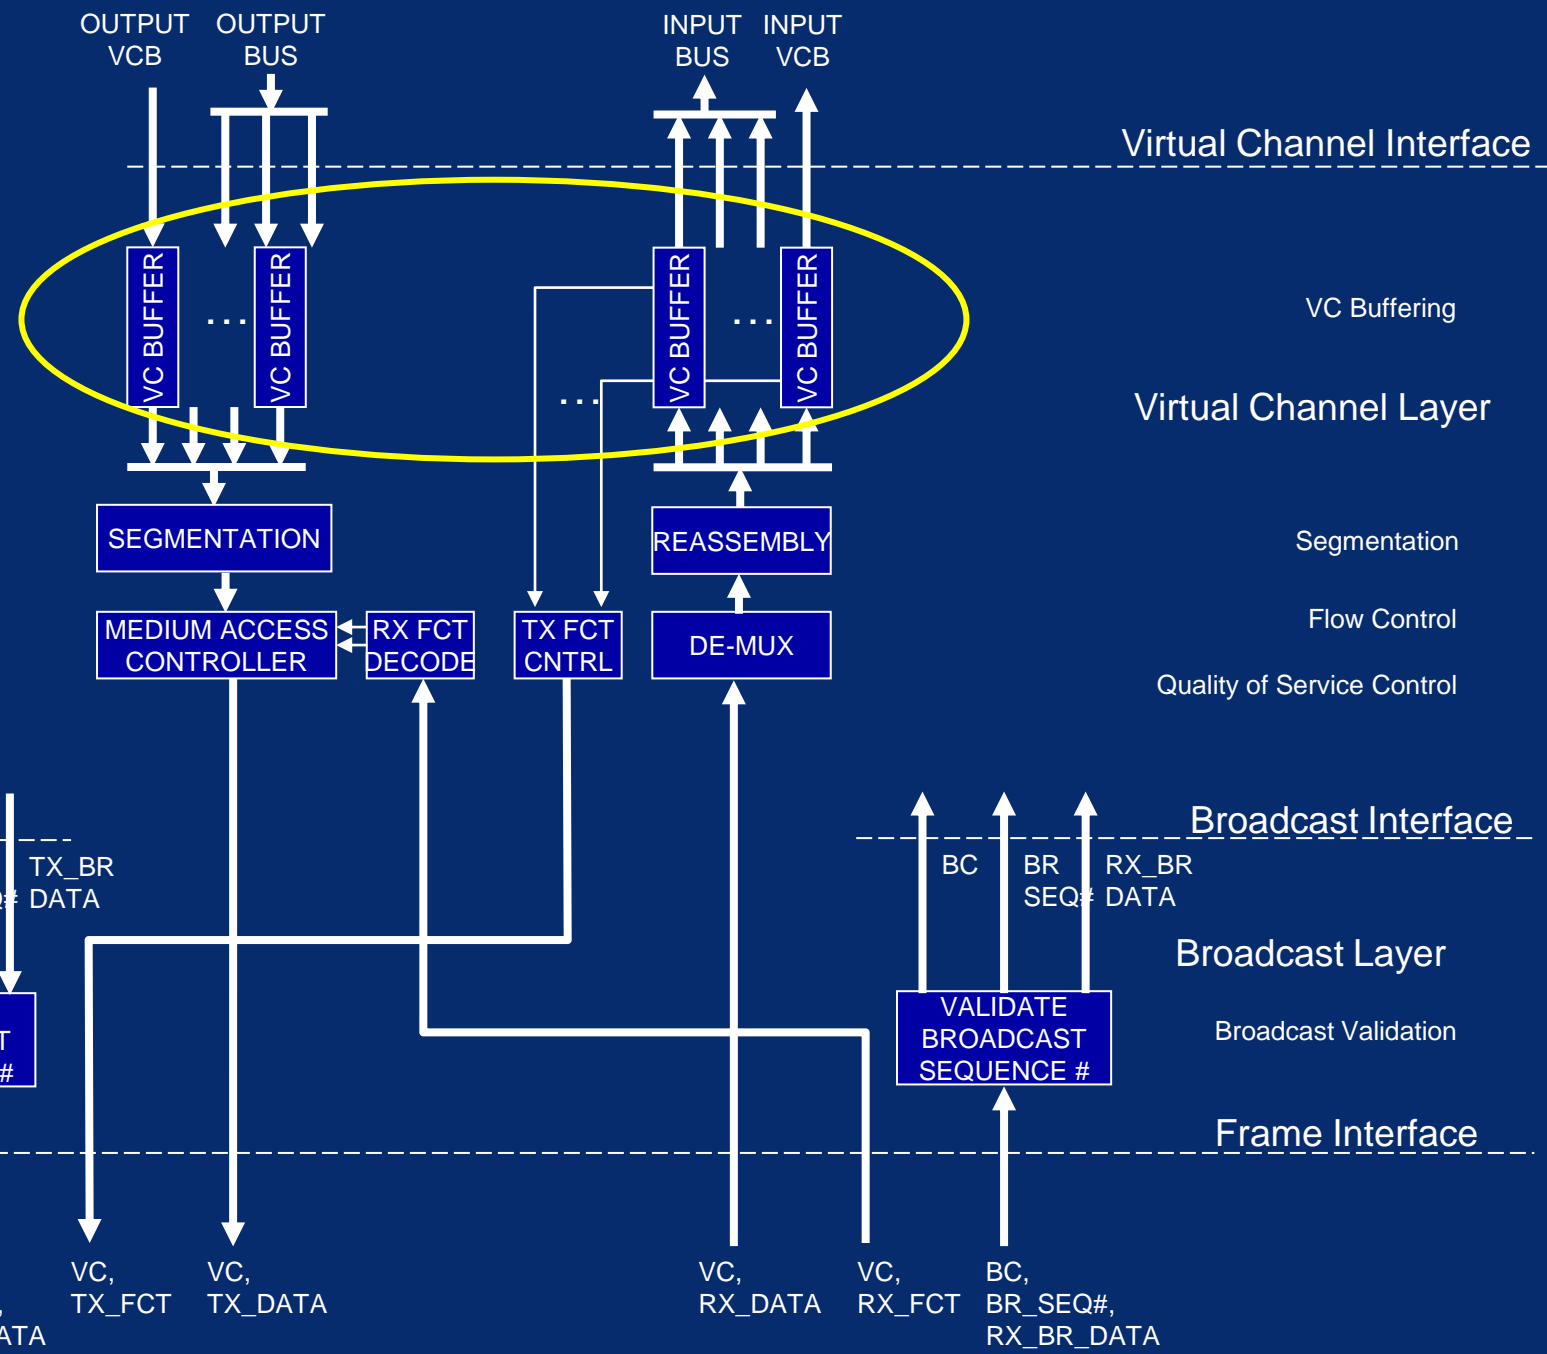 OUTPUT
VCB
OUTPUT
BUS
INPUT
BUS
INPUT
VCB
Virtual Channel Interface
VC BUFFER
...
VC BUFFER
VC BUFFER
...
VC BUFFER
VC Buffering
...
Virtual Channel Layer
SEGMENTATION
REASSEMBLY
Segmentation
MEDIUM ACCESS
CONTROLLER
RX FCT
DECODE
TX FCT
CNTRL
DE-MUX
Flow Control
Quality of Service Control
Broadcast Interface
TX_BR
DATA
BC
BR
SEQ#
RX_BR
DATA
Broadcast Layer
T
#
VALIDATE
BROADCAST
SEQUENCE #
Broadcast Validation
Frame Interface
VC,
TX_FCT
VC,
TX_DATA
VC,
RX_DATA
VC,
RX_FCT
BC,
BR_SEQ#,
RX_BR_DATA